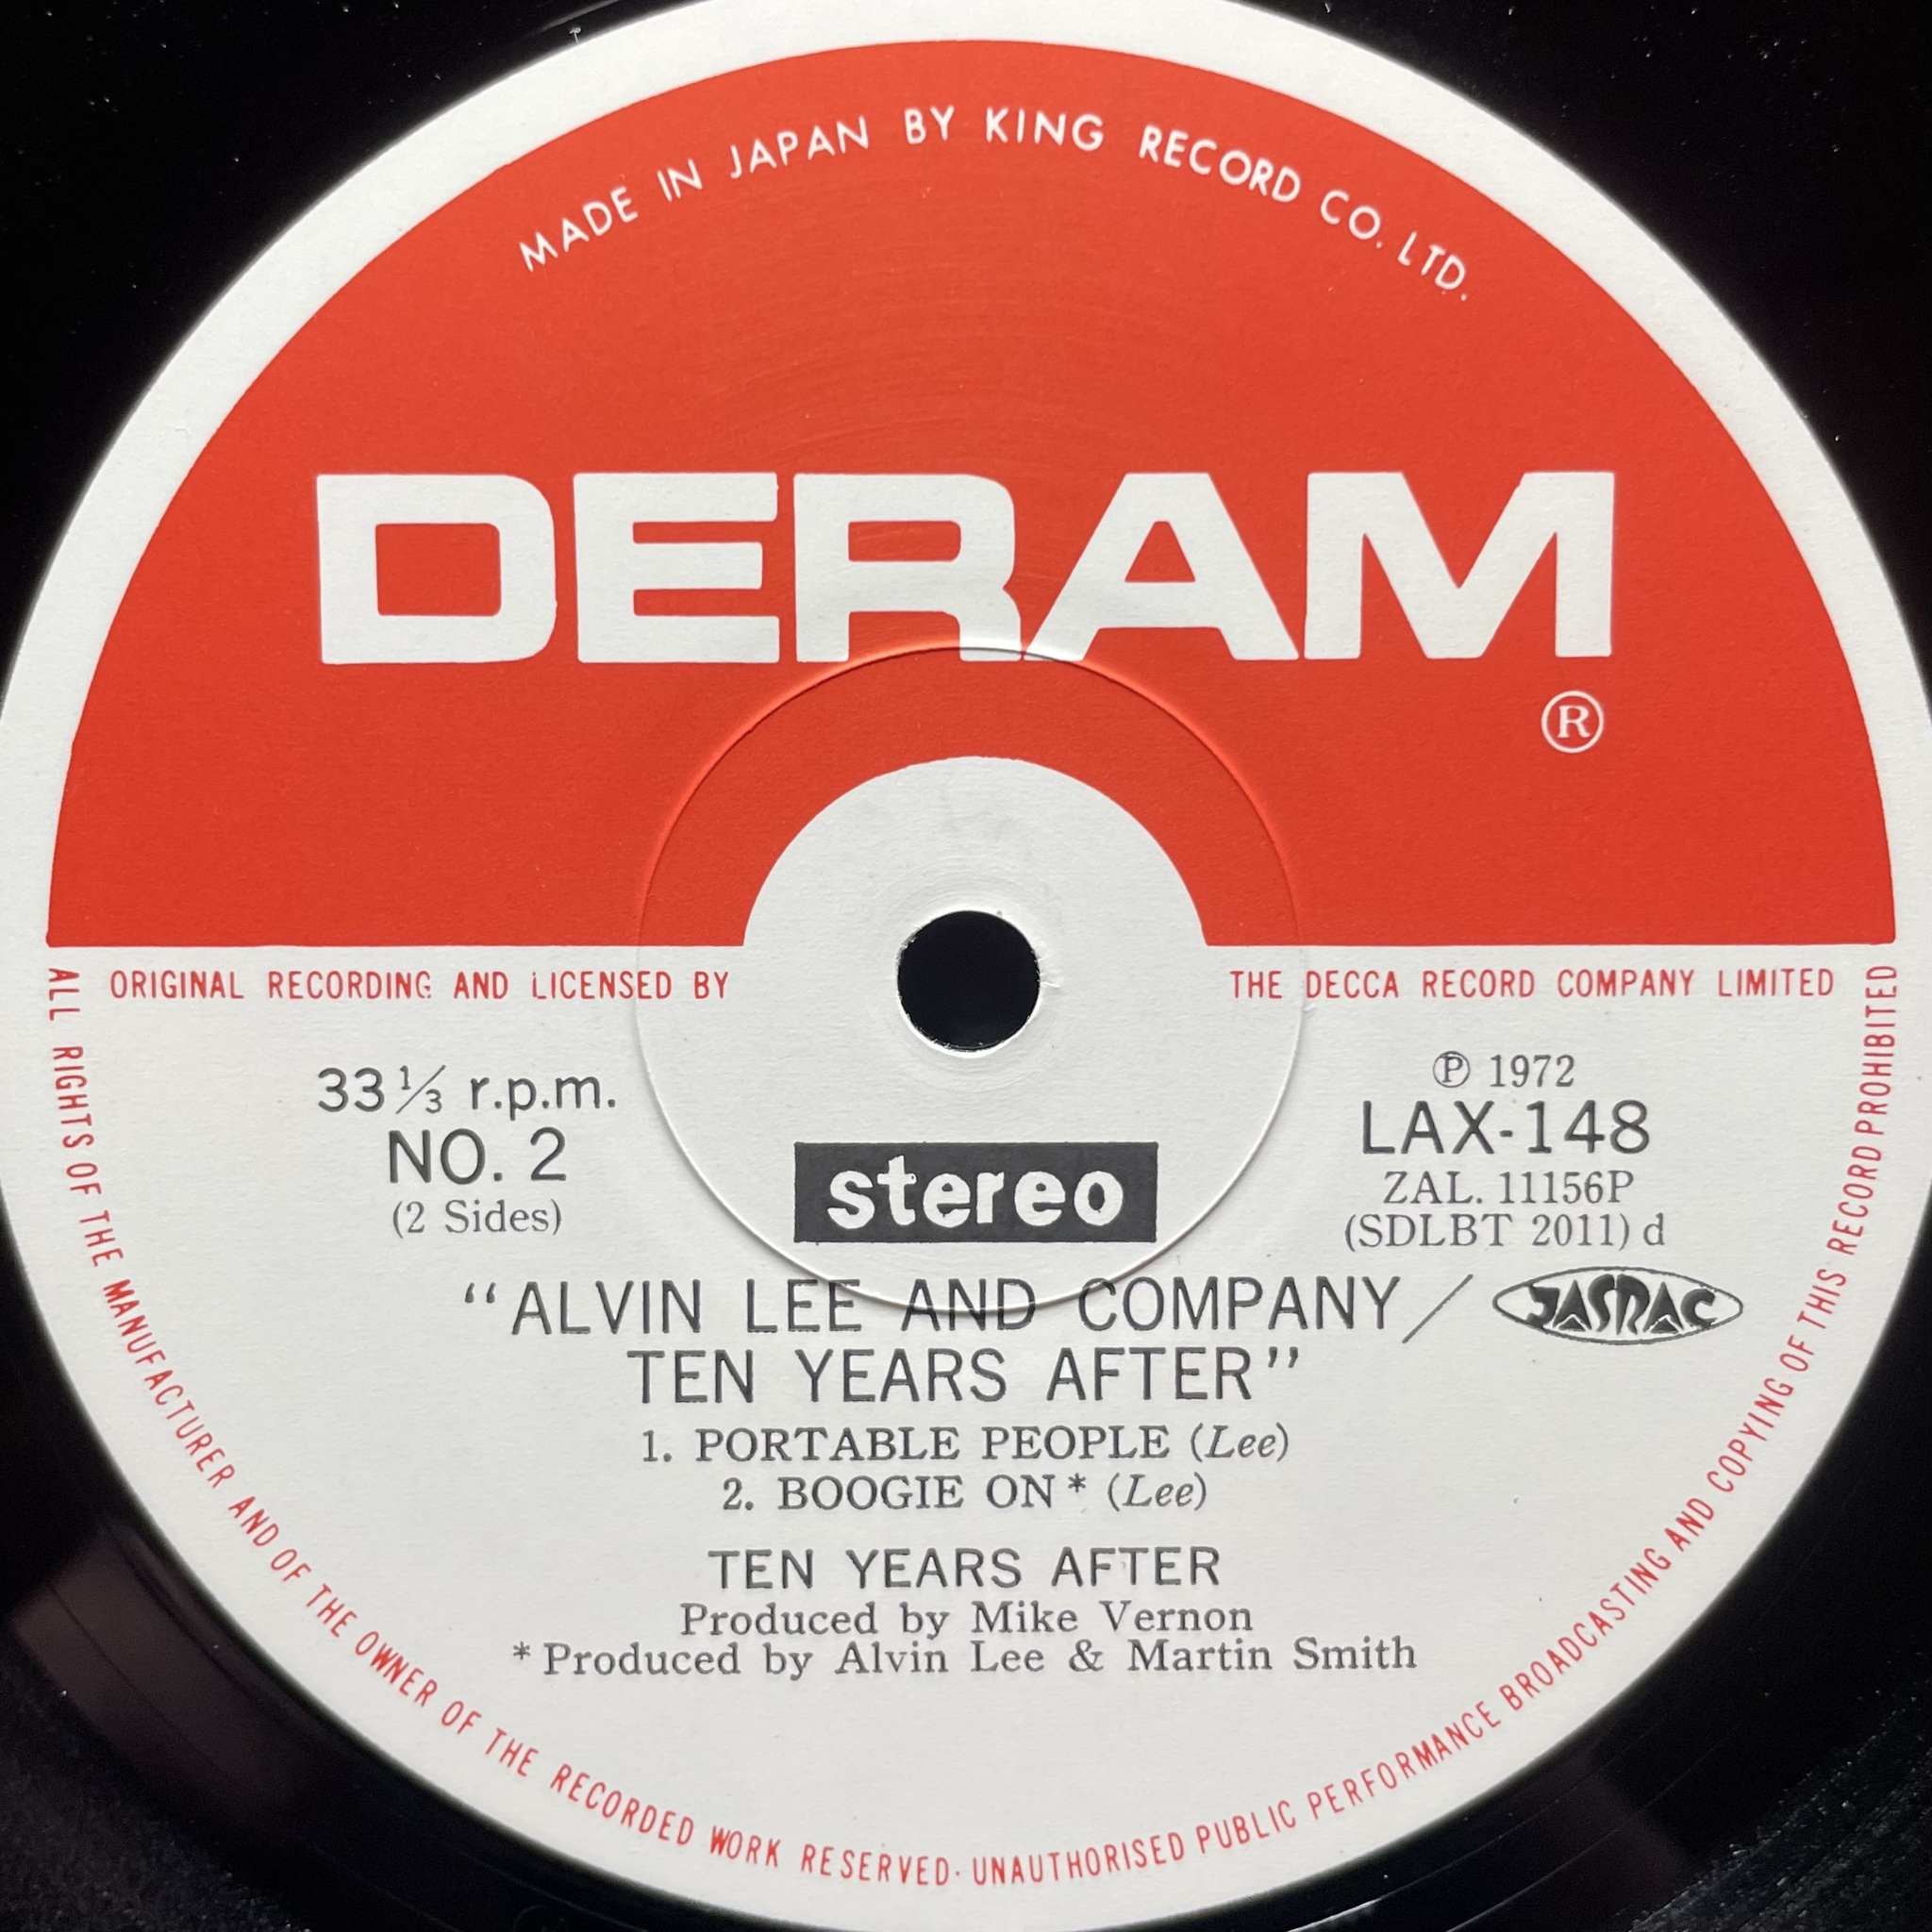 MADE IN JAPAN BY KING RECORD CO. LTD.
DERAM
®
ORIGINAL RECORDING AND LICENSED BY THE DECCA RECORD COMPANY LIMITED
33 1/3 r.p.m.
NO. 2
(2 Sides)
stereo
℗ 1972
LAX-148
ZAL. 11156P
(SDLBT 2011) d
“ALVIN LEE AND COMPANY/
JASRAC
TEN YEARS AFTER”
1. PORTABLE PEOPLE (Lee)
2. BOOGIE ON* (Lee)
TEN YEARS AFTER
Produced by Mike Vernon
*Produced by Alvin Lee & Martin Smith
ALL RIGHTS OF THE MANUFACTURER AND OF THE OWNER OF THE RECORDED WORK RESERVED· UNAUTHORISED PUBLIC PERFORMANCE BROADCASTING AND COPYING OF THIS RECORD PROHIBITED